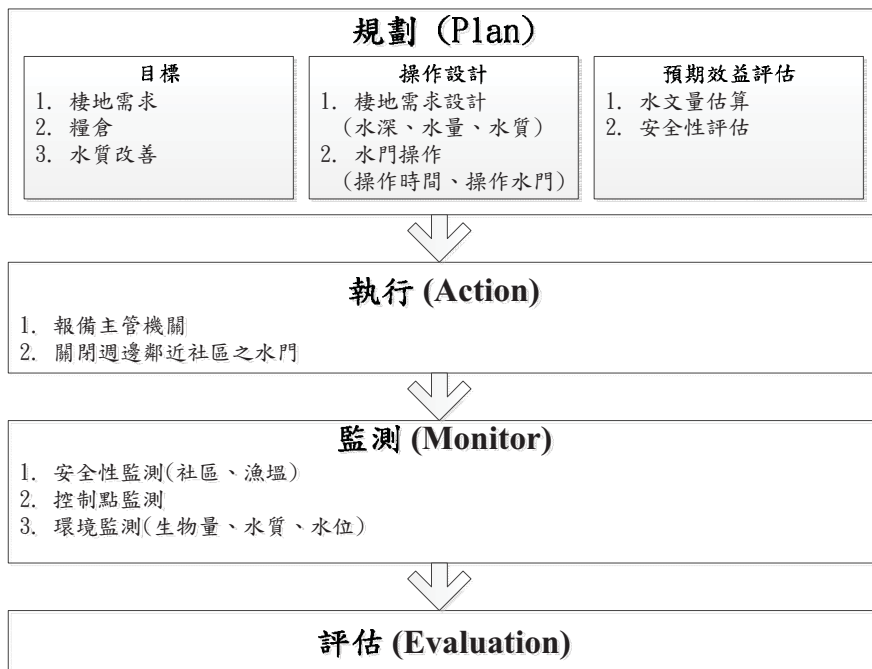 規劃 (Plan)
目標
1. 棲地需求
2. 糧倉
3. 水質改善
操作設計
1. 棲地需求設計
(水深、水量、水質)
2. 水門操作
(操作時間、操作水門)
預期效益評估
1. 水文量估算
2. 安全性評估
執行 (Action)
1. 報備主管機關
2. 關閉週邊鄰近社區之水門
監測 (Monitor)
1. 安全性監測(社區、漁塭)
2. 控制點監測
3. 環境監測(生物量、水質、水位)
評估 (Evaluation)